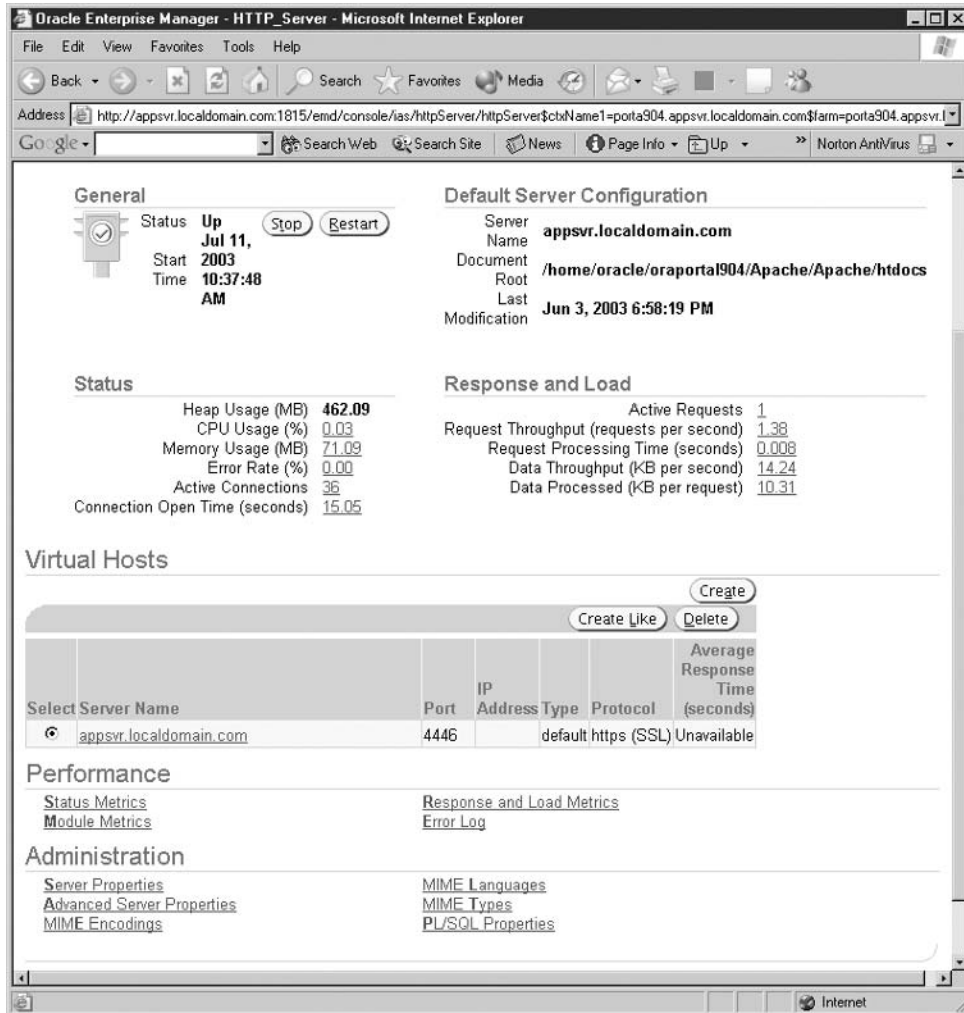 Oracle Enterprise Manager - HTTP_Server - Microsoft Internet Explorer
File Edit View Favorites Tools Help
Back Search Favorites Media
Address http://appsvr.localdomain.com:1815/emd/console/ias/httpServer/httpServer$ctxName1=porta904.appsvr.localdomain.com$farm=porta904.appsvr.l
Google Search Web Search Site News Page Info Up » Norton AntiVirus
General
Status Up Stop Restart
Start Time Jul 11, 2003 10:37:48 AM
Default Server Configuration
Server Name appsvr.localdomain.com
Document Root /home/oracle/oraportal904/Apache/Apache/htdocs
Last Modification Jun 3, 2003 6:58:19 PM
Status
Heap Usage (MB) 462.09
CPU Usage (%) 0.03
Memory Usage (MB) 71.09
Error Rate (%) 0.00
Active Connections 36
Connection Open Time (seconds) 15.05
Response and Load
Active Requests 1
Request Throughput (requests per second) 1.38
Request Processing Time (seconds) 0.008
Data Throughput (KB per second) 14.24
Data Processed (KB per request) 10.31
Virtual Hosts
Create
Create Like Delete
Select Server Name Port IP Address Type Protocol Average Response Time (seconds)
appsvr.localdomain.com 4446 default https (SSL) Unavailable
Performance
Status Metrics Response and Load Metrics
Module Metrics Error Log
Administration
Server Properties MIME Languages
Advanced Server Properties MIME Types
MIME Encodings PL/SQL Properties
Internet